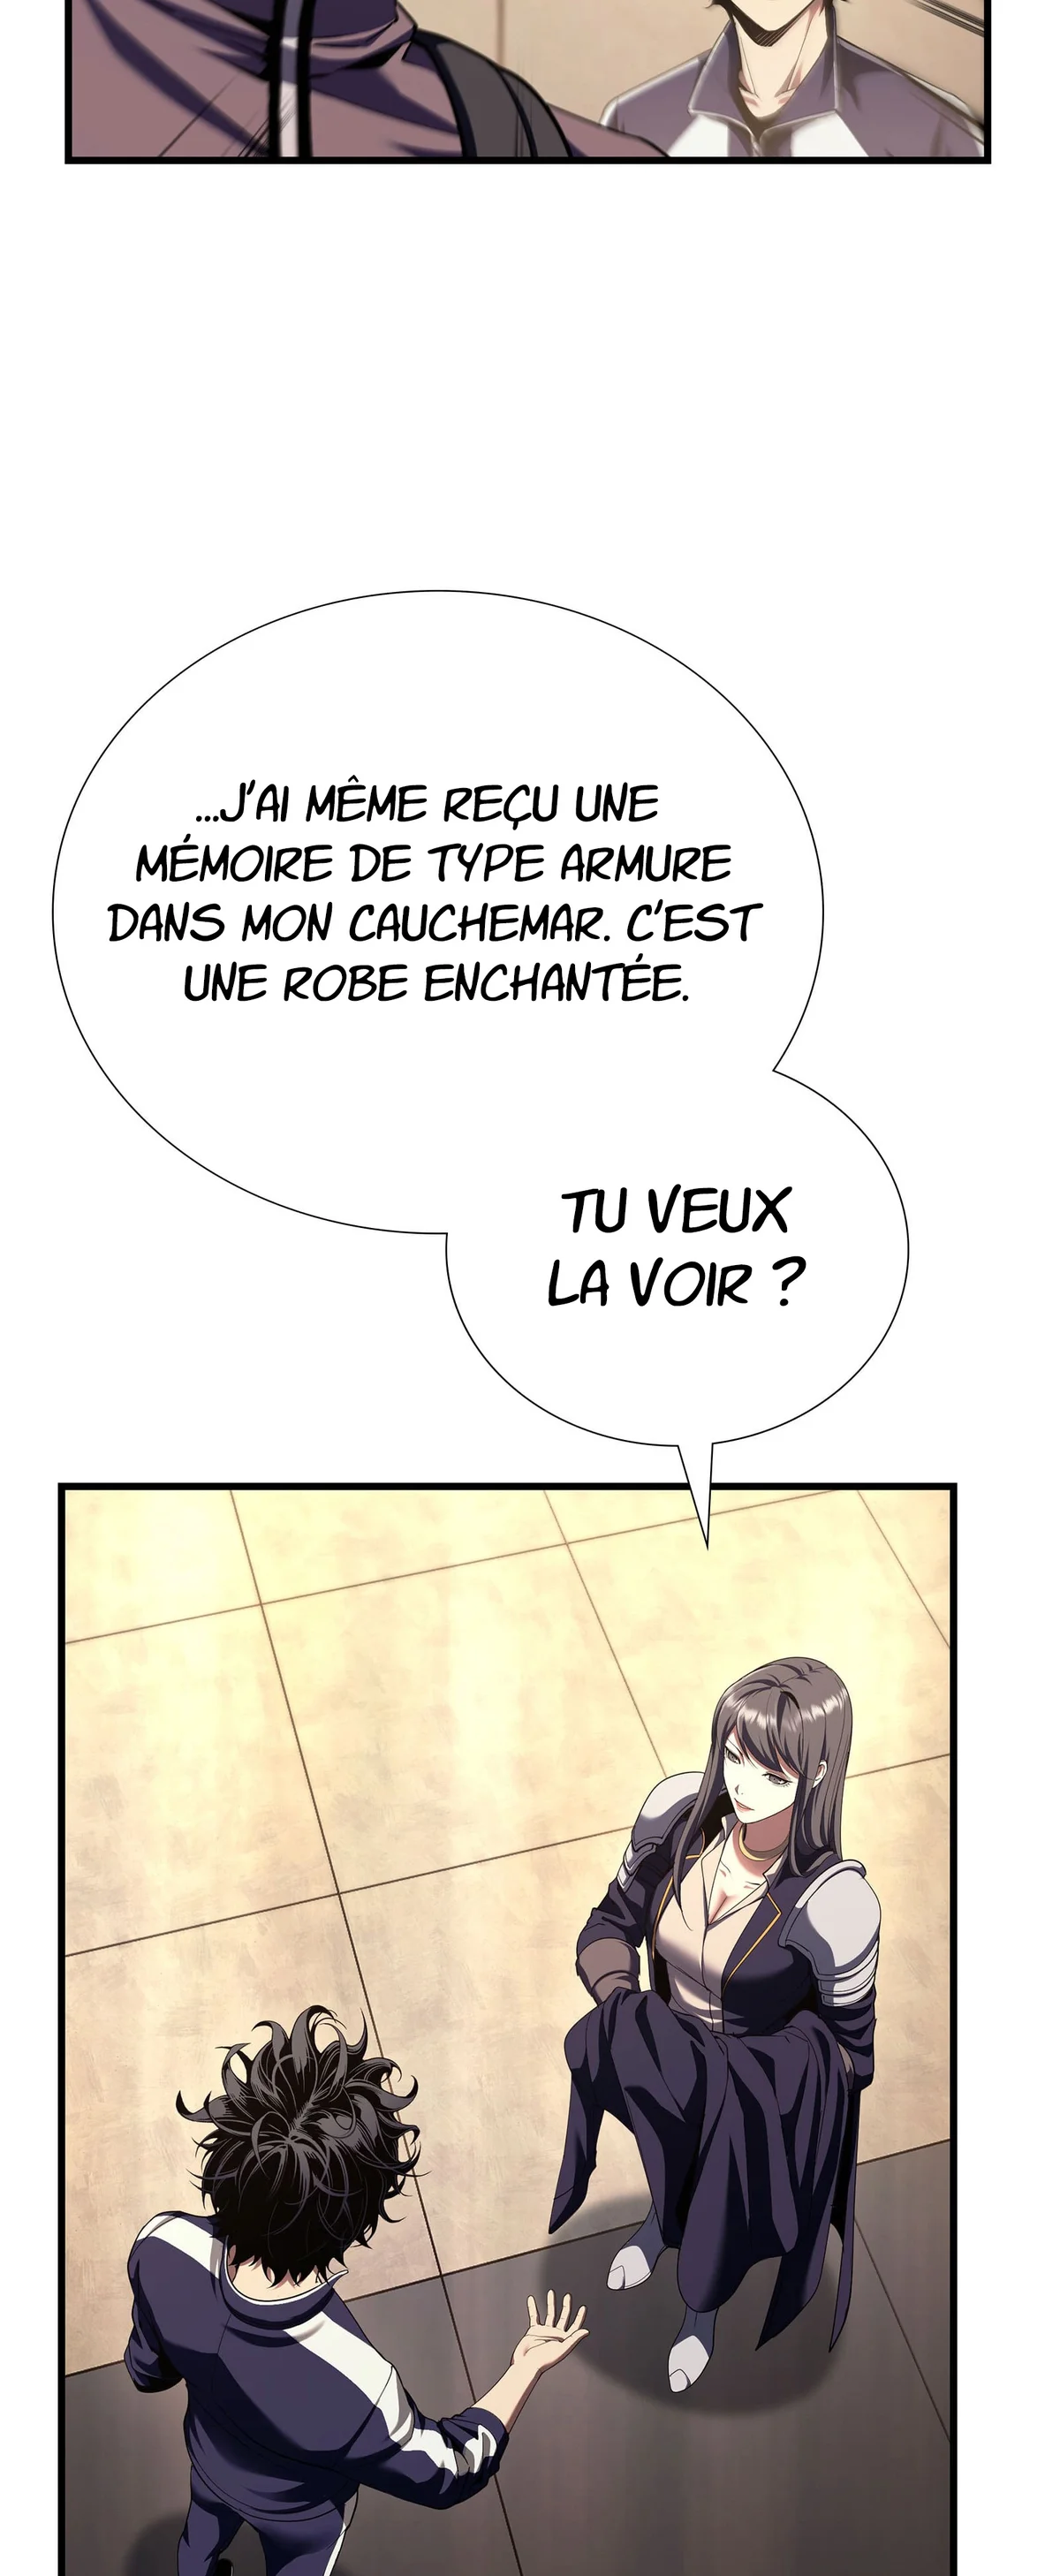 ...J'AI MÊME REÇU UNE
MÉMOIRE DE TYPE ARMURE
DANS MON CAUCHEMAR. C'EST
UNE ROBE ENCHANTÉE.
TU VEUX
LA VOIR ?